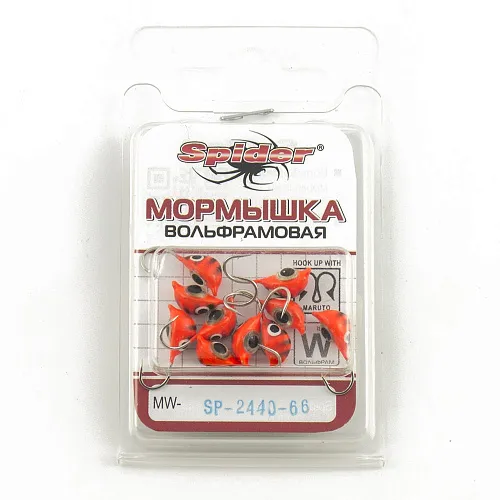 Spider®
МОРМЫШКА
ВОЛЬФРАМОВАЯ
HOOK UP WITH
MARUTO
W
ВОЛЬФРАМ
MW- SP-2440-66